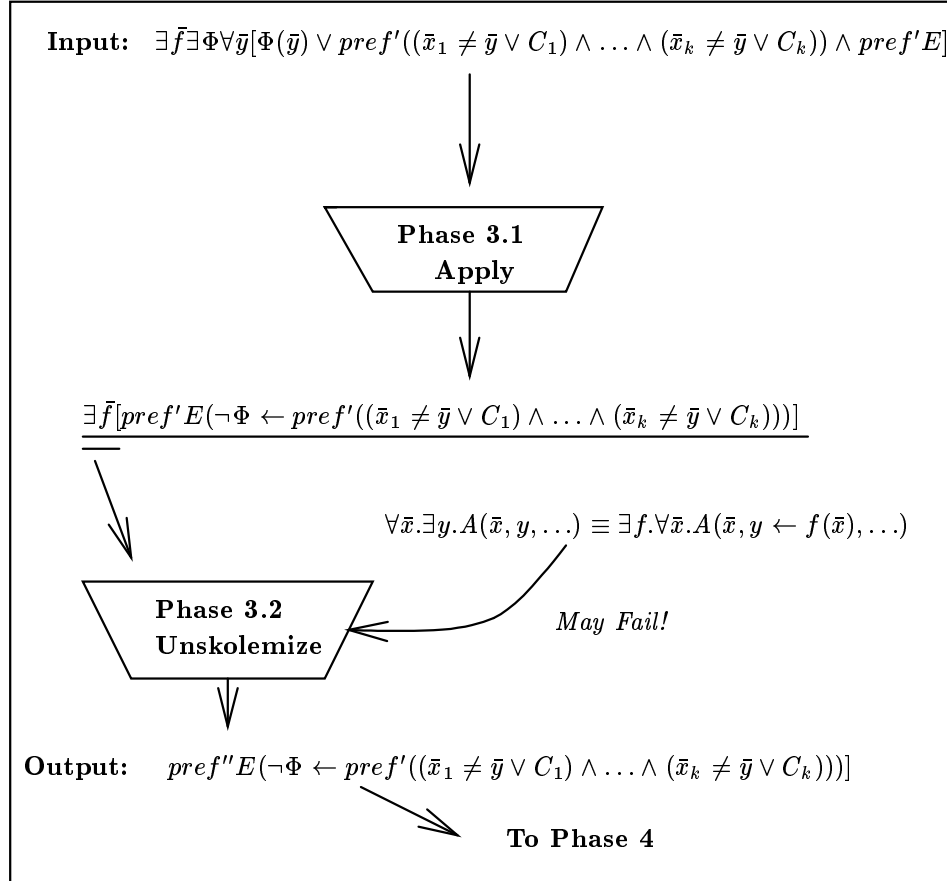 Input: ∃f̄∃Φ∀ȳ[Φ(ȳ) ∨ pref′((x̄₁ ≠ ȳ ∨ C₁) ∧ … ∧ (x̄ₖ ≠ ȳ ∨ Cₖ)) ∧ pref′E]
Phase 3.1
Apply
∃f̄[pref′E(¬Φ ← pref′((x̄₁ ≠ ȳ ∨ C₁) ∧ … ∧ (x̄ₖ ≠ ȳ ∨ Cₖ)))]
∀x̄.∃y.A(x̄, y, …) ≡ ∃f.∀x̄.A(x̄, y ← f(x̄), …)
Phase 3.2
Unskolemize
May Fail!
Output: pref″E(¬Φ ← pref′((x̄₁ ≠ ȳ ∨ C₁) ∧ … ∧ (x̄ₖ ≠ ȳ ∨ Cₖ)))]
To Phase 4